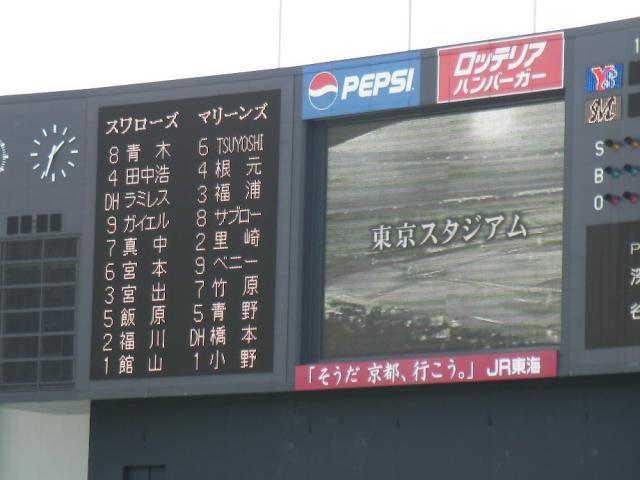 スワローズ マリーンズ
8 青木 6 TSUYOSHI
4 田中浩 4 根元
DH ラミレス 3 福浦
9 ガイエル 8 サブロー
7 真中 2 里崎
6 宮本 9 ベニー
3 宮出 7 竹原
5 飯原 5 青野
2 福川 DH 橋本
1 館山 1 小野
PEPSI
ロッテリア
ハンバーガー
東京スタジアム
「そうだ 京都、行こう。」 JR東海
1
YS
S
B
O
P